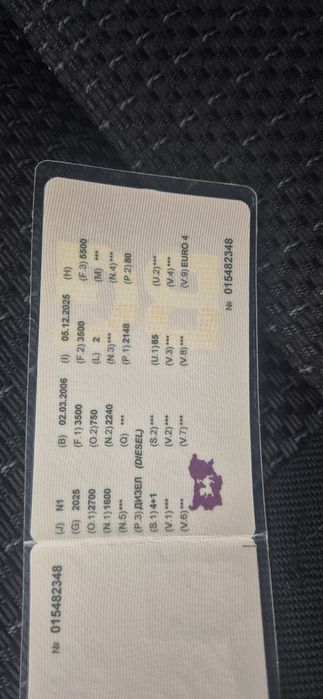 (J) N1 (B) 02.03.2006 (I) 05.12.2025 (H)
(G) 2025 (F.1) 3500 (F.2) 3500 (F.3) 5500
(O.1) 2700 (O.2) 750 (L) 2 (M) ***
(N.1) 1600 (N.2) 2240 (N.3) *** (N.4) ***
(N.5) *** (Q) *** (P.1) 2148 (P.2) 80
(P.3) ДИЗЕЛ (DIESEL)
(S.1) 4+1 (S.2) *** (U.1) 85 (U.2) ***
(V.1) *** (V.2) *** (V.3) *** (V.4) ***
(V.6) *** (V.7) *** (V.8) *** (V.9) EURO 4
№ 015482348
№ 015482348